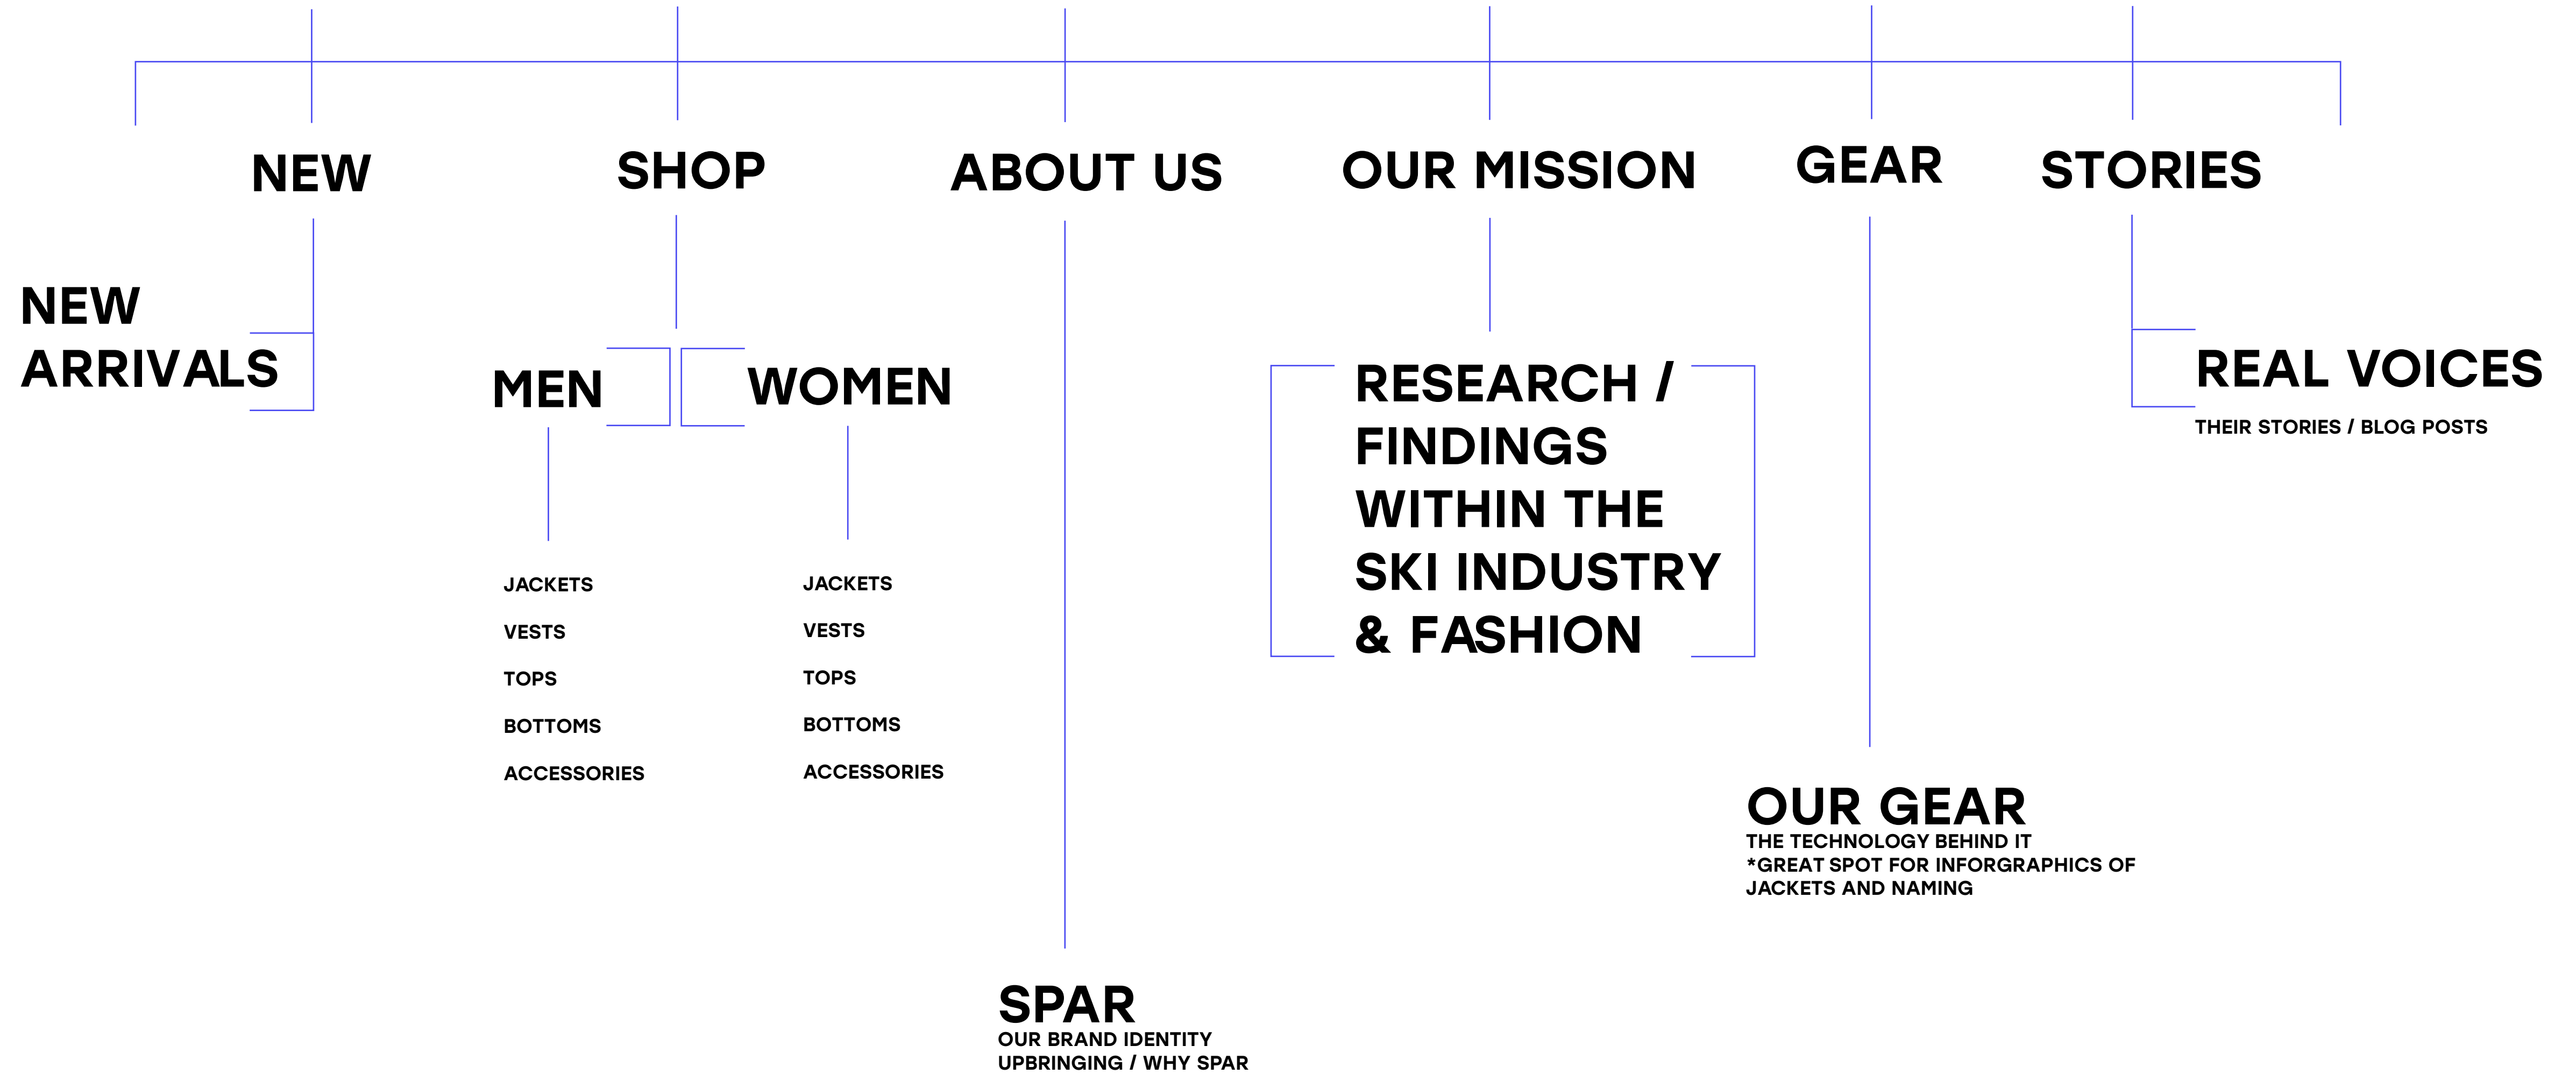 NEW
SHOP
ABOUT US
OUR MISSION
GEAR
STORIES
NEW
ARRIVALS
MEN
WOMEN
JACKETS
VESTS
TOPS
BOTTOMS
ACCESSORIES
JACKETS
VESTS
TOPS
BOTTOMS
ACCESSORIES
SPAR
OUR BRAND IDENTITY
UPBRINGING / WHY SPAR
RESEARCH /
FINDINGS
WITHIN THE
SKI INDUSTRY
& FASHION
OUR GEAR
THE TECHNOLOGY BEHIND IT
*GREAT SPOT FOR INFORGRAPHICS OF
JACKETS AND NAMING
REAL VOICES
THEIR STORIES / BLOG POSTS